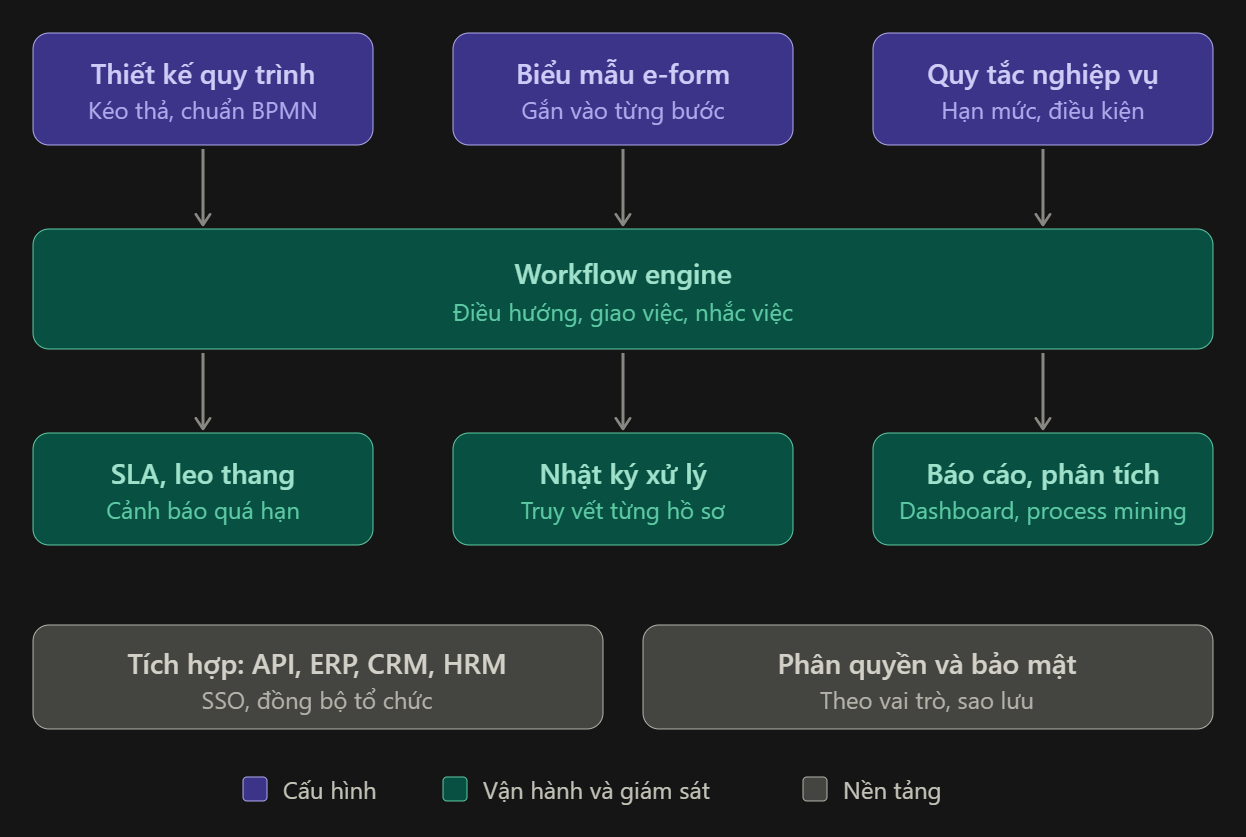 Thiết kế quy trình
Kéo thả, chuẩn BPMN
Biểu mẫu e-form
Gắn vào từng bước
Quy tắc nghiệp vụ
Hạn mức, điều kiện
Workflow engine
Điều hướng, giao việc, nhắc việc
SLA, leo thang
Cảnh báo quá hạn
Nhật ký xử lý
Truy vết từng hồ sơ
Báo cáo, phân tích
Dashboard, process mining
Tích hợp: API, ERP, CRM, HRM
SSO, đồng bộ tổ chức
Phân quyền và bảo mật
Theo vai trò, sao lưu
Cấu hình
Vận hành và giám sát
Nền tảng